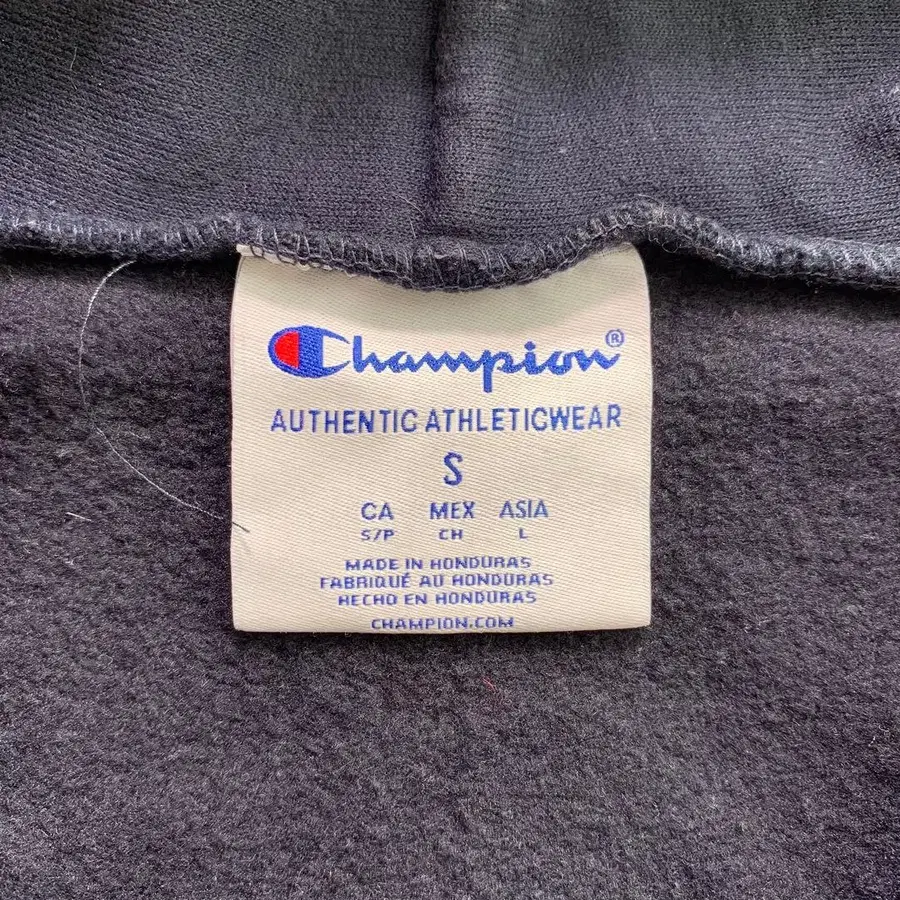 Champion®
AUTHENTIC ATHLETICWEAR
S
CA MEX ASIA
S/P CH L
MADE IN HONDURAS
FABRIQUÉ AU HONDURAS
HECHO EN HONDURAS
CHAMPION.COM